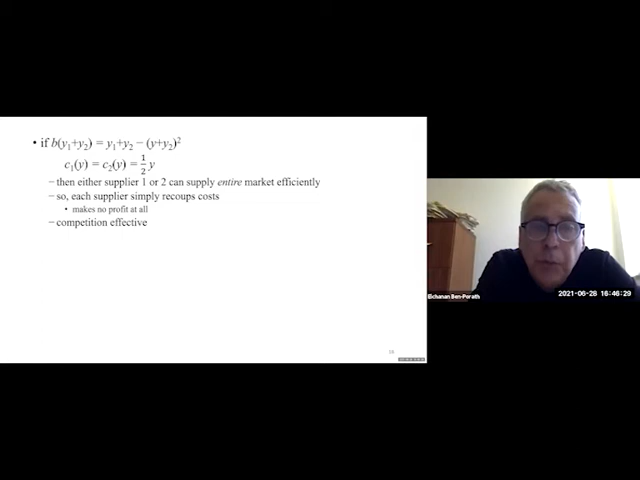 • if b(y₁+y₂) = y₁+y₂ − (y+y₂)²
c₁(y) = c₂(y) = 1/2 y
– then either supplier 1 or 2 can supply entire market efficiently
– so, each supplier simply recoups costs
• makes no profit at all
– competition effective
Elchanan Ben-Porath
2021-06-28 16:46:29